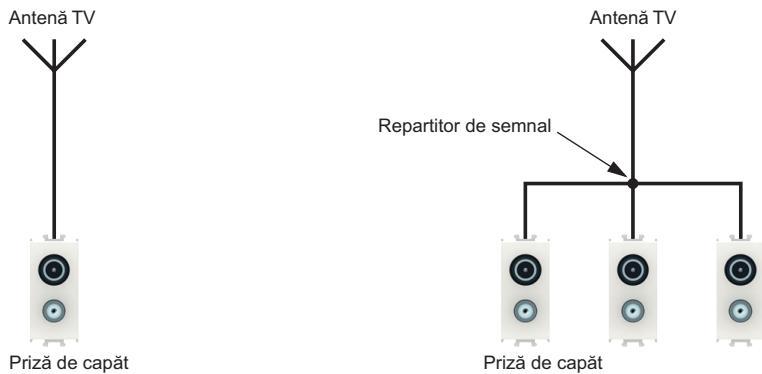 Antenă TV
Antenă TV
Repartitor de semnal
Priză de capăt
Priză de capăt